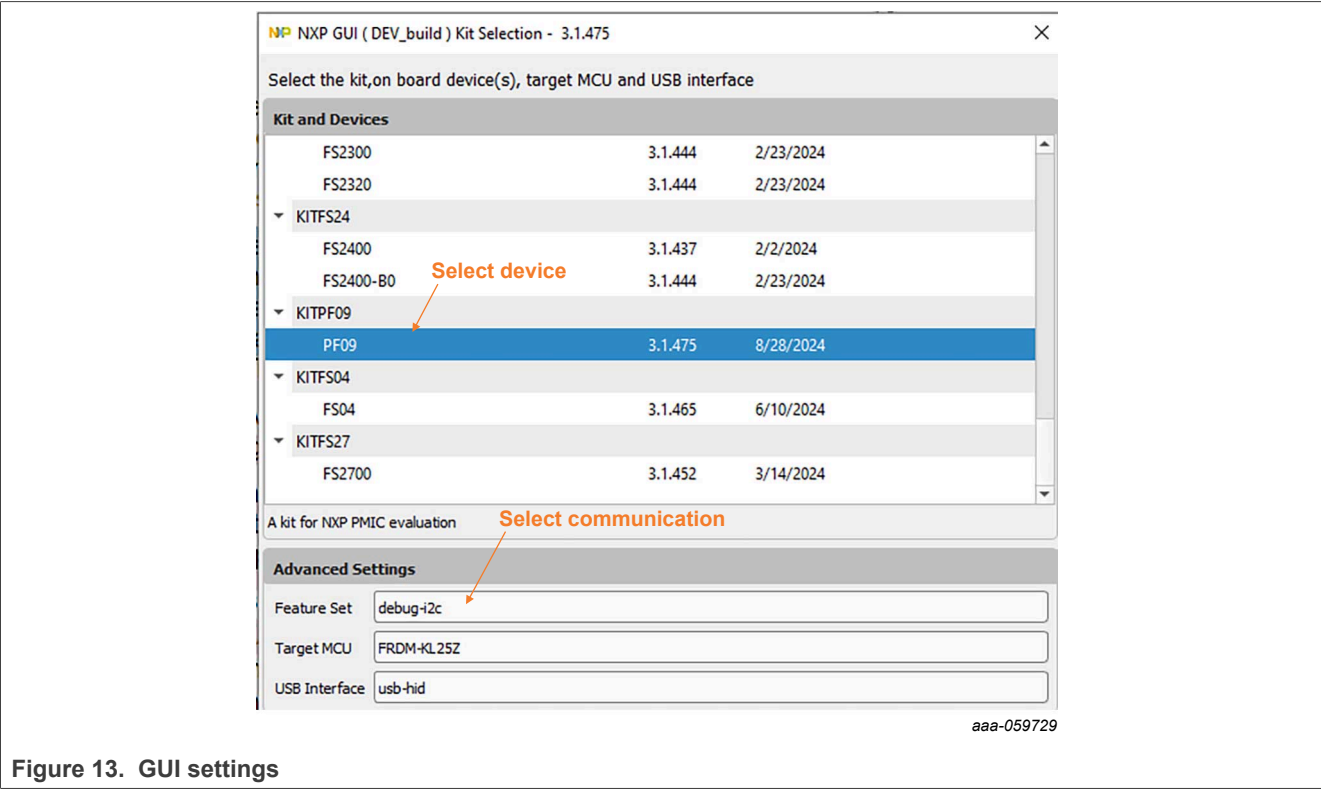 NXP NXP GUI ( DEV_build ) Kit Selection - 3.1.475
Select the kit,on board device(s), target MCU and USB interface
Kit and Devices
FS2300 3.1.444 2/23/2024
FS2320 3.1.444 2/23/2024
KITFS24
FS2400 3.1.437 2/2/2024
Select device
FS2400-B0 3.1.444 2/23/2024
KITPF09
PF09 3.1.475 8/28/2024
KITFS04
FS04 3.1.465 6/10/2024
KITFS27
FS2700 3.1.452 3/14/2024
A kit for NXP PMIC evaluation
Select communication
Advanced Settings
Feature Set debug-i2c
Target MCU FRDM-KL25Z
USB Interface usb-hid
aaa-059729
Figure 13. GUI settings